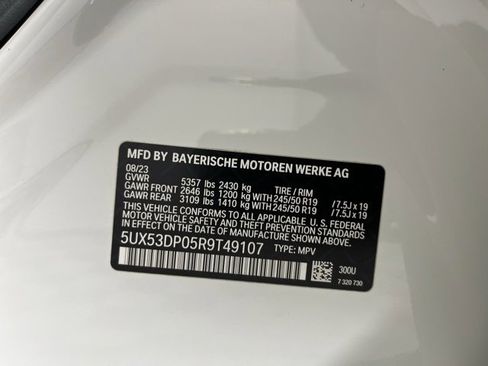 MFD BY BAYERISCHE MOTOREN WERKE AG
08/23
GVWR 5357 lbs 2430 kg TIRE / RIM
GAWR FRONT 2646 lbs 1200 kg 245/50 R19 / 7.5J x 19
GAWR REAR 3109 lbs 1410 kg 245/50 R19 / 7.5J x 19
THIS VEHICLE CONFORMS TO ALL APPLICABLE U.S. FEDERAL
MOTOR VEHICLE SAFETY, BUMPER, AND THEFT PREVENTION
STANDARDS IN EFFECT ON THE DATE OF MANUFACTURE SHOWN ABOVE.
5UX53DP05R9T49107 TYPE: MPV
300U
7 320 730